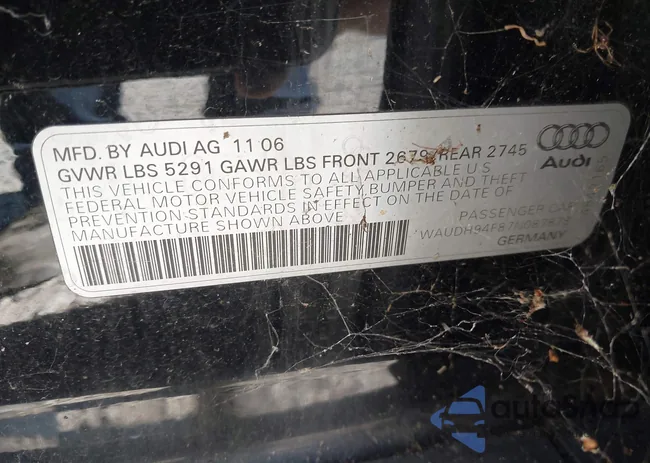 MFD. BY AUDI AG 11 06
GVWR LBS 5291 GAWR LBS FRONT 2679/REAR 2745
THIS VEHICLE CONFORMS TO ALL APPLICABLE U.S
FEDERAL MOTOR VEHICLE SAFETY,BUMPER AND THEFT
PREVENTION STANDARDS IN EFFECT ON THE DATE OF
MANUFACTURE SHOWN ABOVE
Audi
PASSENGER CAR
GERMANY